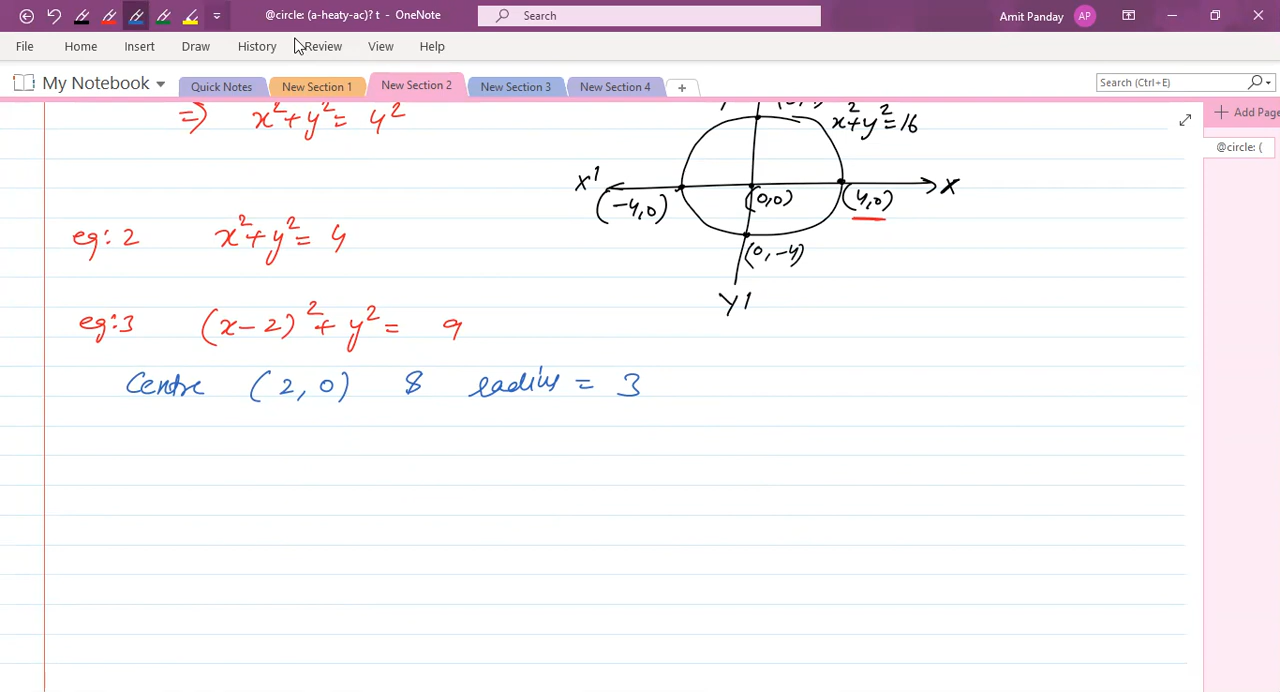 @circle: (a-heaty-ac)? t - OneNote
Search
Amit Panday AP
File Home Insert Draw History Review View Help
My Notebook Quick Notes New Section 1 New Section 2 New Section 3 New Section 4 +
Search (Ctrl+E)
Add Page
@circle: (
=) x²+y²= 4²
x²+y²=16
X' (-4,0) (0,0) (4,0) X
(0,-4)
Y'
eg:2 x²+y²= 4
eg:3 (x-2)²+y²= 9
Centre (2,0) & radius = 3